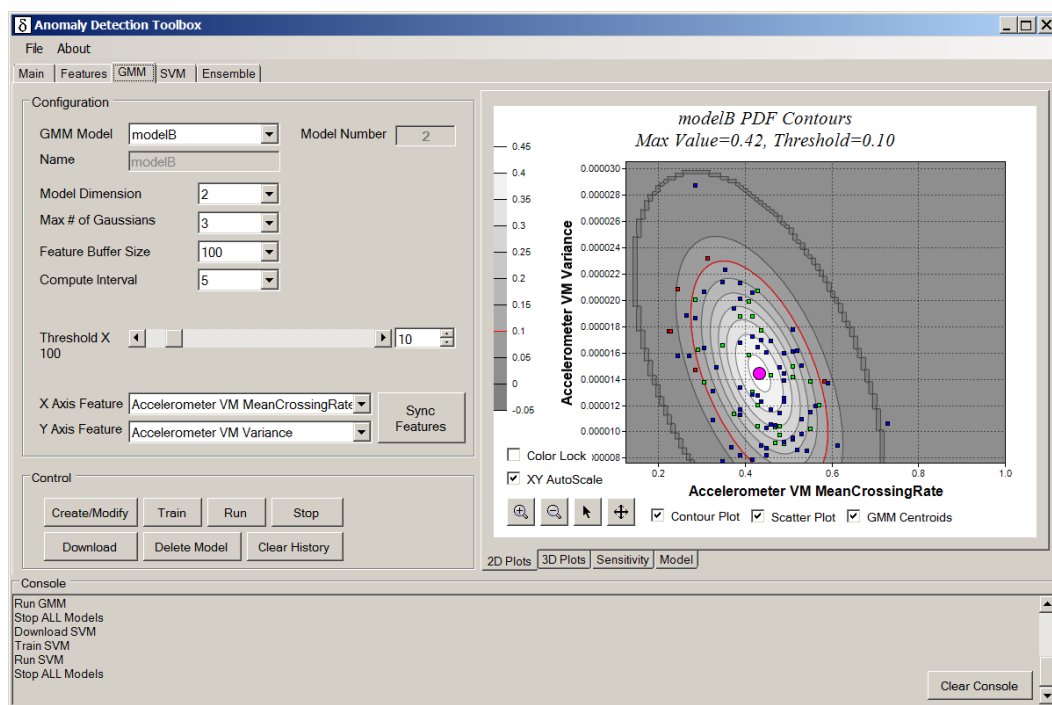 δ Anomaly Detection Toolbox
File About
Main Features GMM SVM Ensemble
Configuration
GMM Model modelB Model Number 2
Name modelB
Model Dimension 2
Max # of Gaussians 3
Feature Buffer Size 100
Compute Interval 5
Threshold X 100 10
X Axis Feature Accelerometer VM MeanCrossingRate
Y Axis Feature Accelerometer VM Variance
Sync
Features
Control
Create/Modify Train Run Stop
Download Delete Model Clear History
modelB PDF Contours
Max Value=0.42, Threshold=0.10
0.45
0.4
0.35
0.3
0.25
0.2
0.15
0.1
0.05
0
-0.05
Accelerometer VM Variance
0.000030
0.000028
0.000026
0.000024
0.000022
0.000020
0.000018
0.000016
0.000014
0.000012
0.000010
0.000008
0.2 0.4 0.6 0.8 1.0
Accelerometer VM MeanCrossingRate
Color Lock
XY AutoScale
Contour Plot Scatter Plot GMM Centroids
2D Plots 3D Plots Sensitivity Model
Console
Run GMM
Stop ALL Models
Download SVM
Train SVM
Run SVM
Stop ALL Models
Clear Console